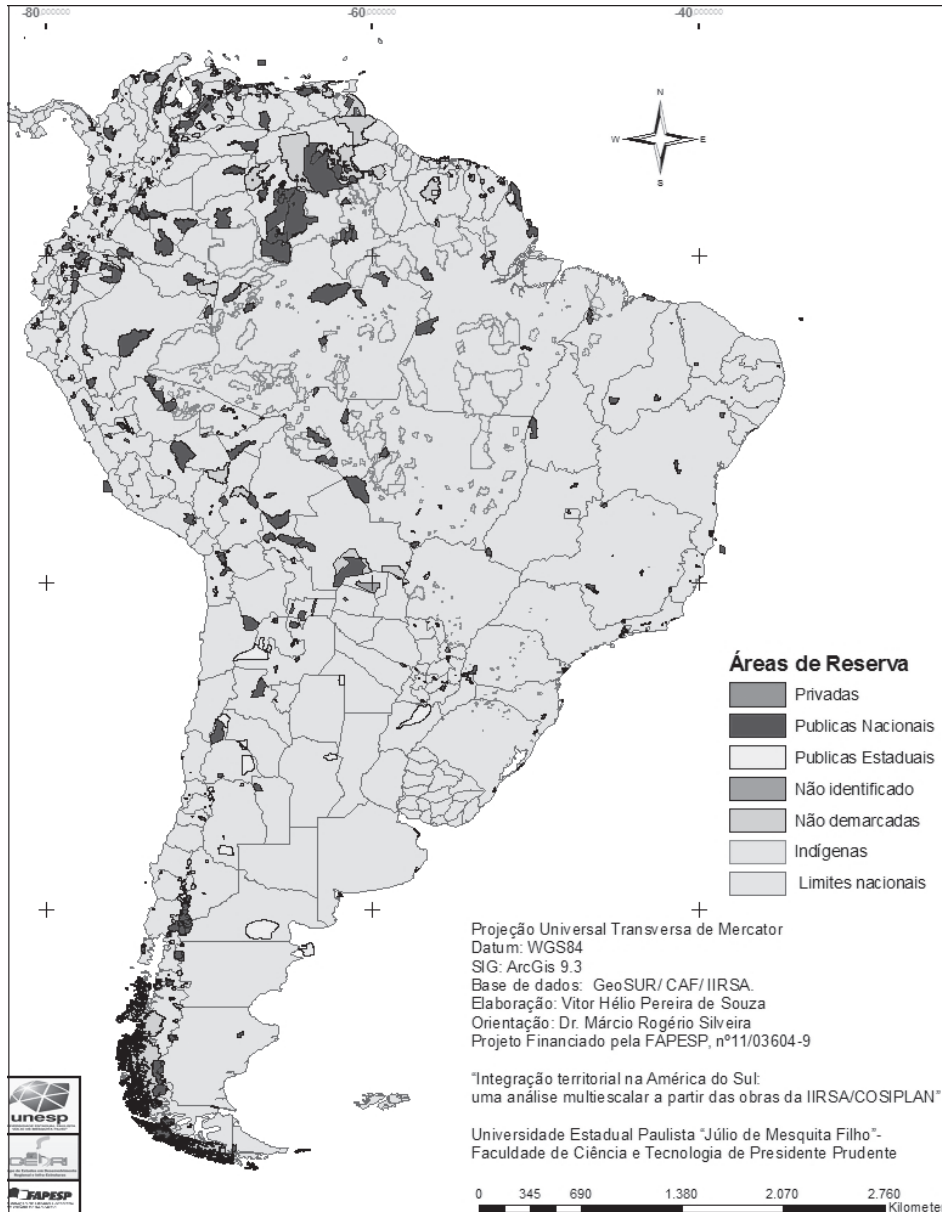 -80,000000
-60,000000
-40,000000
N
W
E
S
Áreas de Reserva
Privadas
Publicas Nacionais
Publicas Estaduais
Não identificado
Não demarcadas
Indígenas
Limites nacionais
Projeção Universal Transversa de Mercator
Datum: WGS84
SIG: ArcGis 9.3
Base de dados: GeoSUR/ CAF/ IIRSA.
Elaboração: Vitor Hélio Pereira de Souza
Orientação: Dr. Márcio Rogério Silveira
Projeto Financiado pela FAPESP, nº11/03604-9
"Integração territorial na América do Sul:
uma análise multiescalar a partir das obras da IIRSA/COSIPLAN"
Universidade Estadual Paulista "Júlio de Mesquita Filho"-
Faculdade de Ciência e Tecnologia de Presidente Prudente
unesp
FAPESP
0 345 690 1.380 2.070 2.760
Kilometer